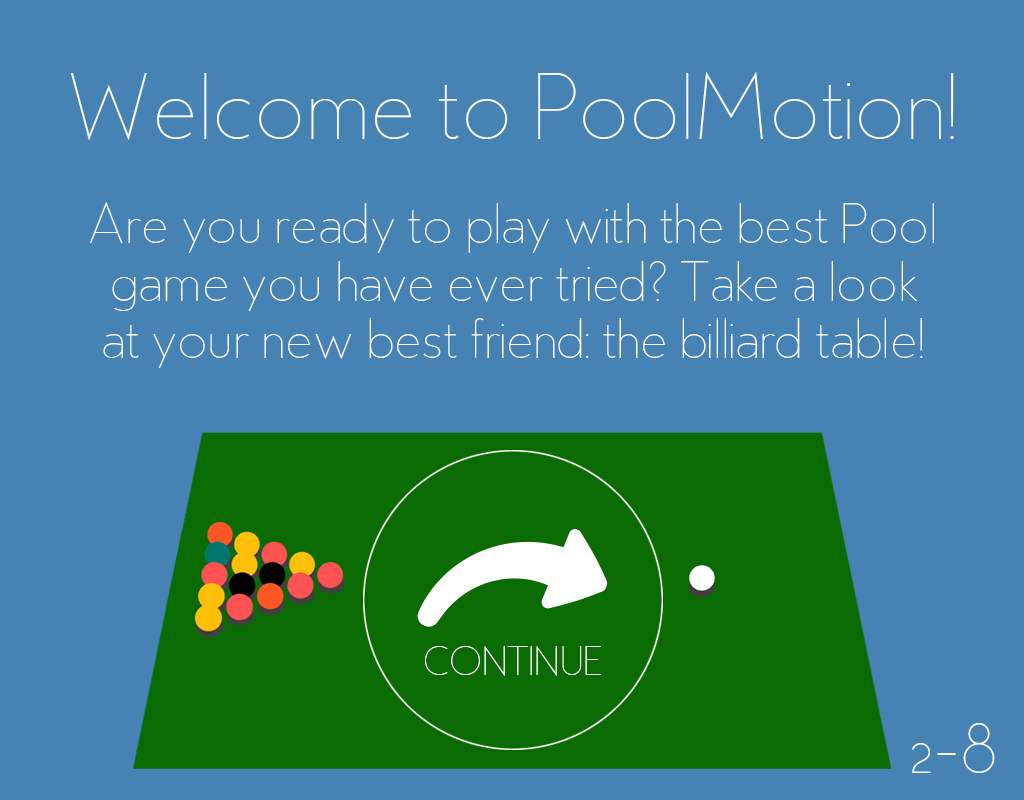 Welcome to PoolMotion!
Are you ready to play with the best Pool
game you have ever tried? Take a look
at your new best friend: the billiard table!
CONTINUE
2-8